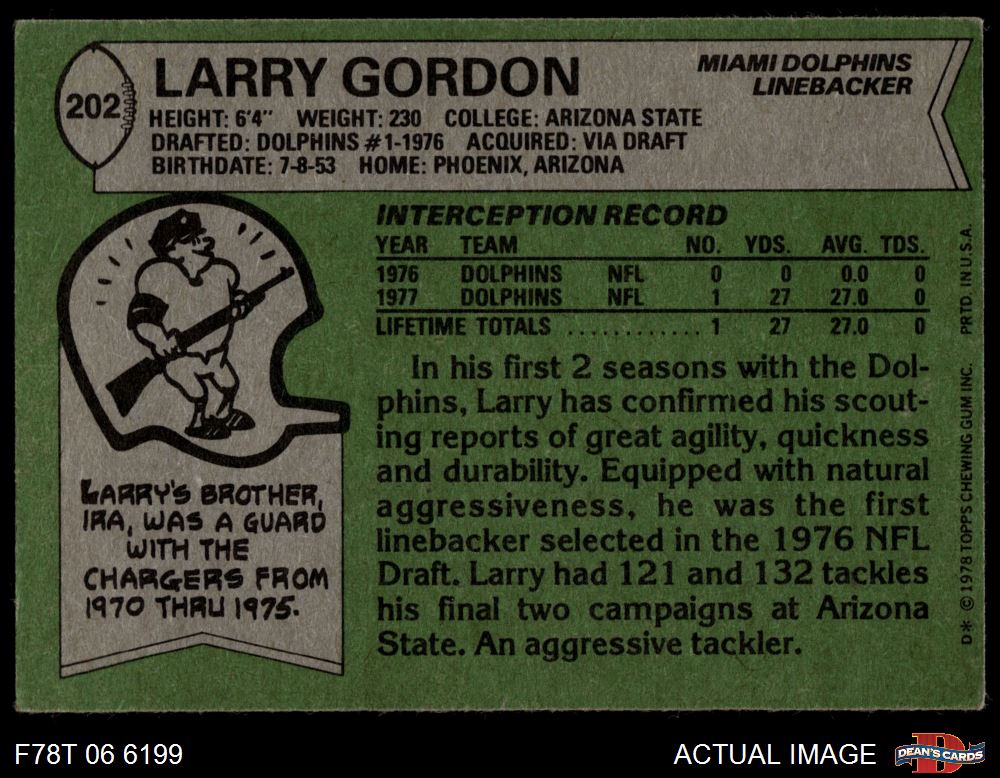 202
LARRY GORDON
MIAMI DOLPHINS
LINEBACKER
HEIGHT: 6'4" WEIGHT: 230 COLLEGE: ARIZONA STATE
DRAFTED: DOLPHINS #1-1976 ACQUIRED: VIA DRAFT
BIRTHDATE: 7-8-53 HOME: PHOENIX, ARIZONA
INTERCEPTION RECORD
YEAR TEAM NO. YDS. AVG. TDS.
1976 DOLPHINS NFL 0 0 0.0 0
1977 DOLPHINS NFL 1 27 27.0 0
LIFETIME TOTALS ............ 1 27 27.0 0
In his first 2 seasons with the Dol-
phins, Larry has confirmed his scout-
ing reports of great agility, quickness
and durability. Equipped with natural
aggressiveness, he was the first
linebacker selected in the 1976 NFL
Draft. Larry had 121 and 132 tackles
his final two campaigns at Arizona
State. An aggressive tackler.
LARRY'S BROTHER,
IRA, WAS A GUARD
WITH THE
CHARGERS FROM
1970 THRU 1975.
D* © 1978 TOPPS CHEWING GUM INC. PRTD. IN U.S.A.
F78T 06 6199
ACTUAL IMAGE
DEAN'S CARDS